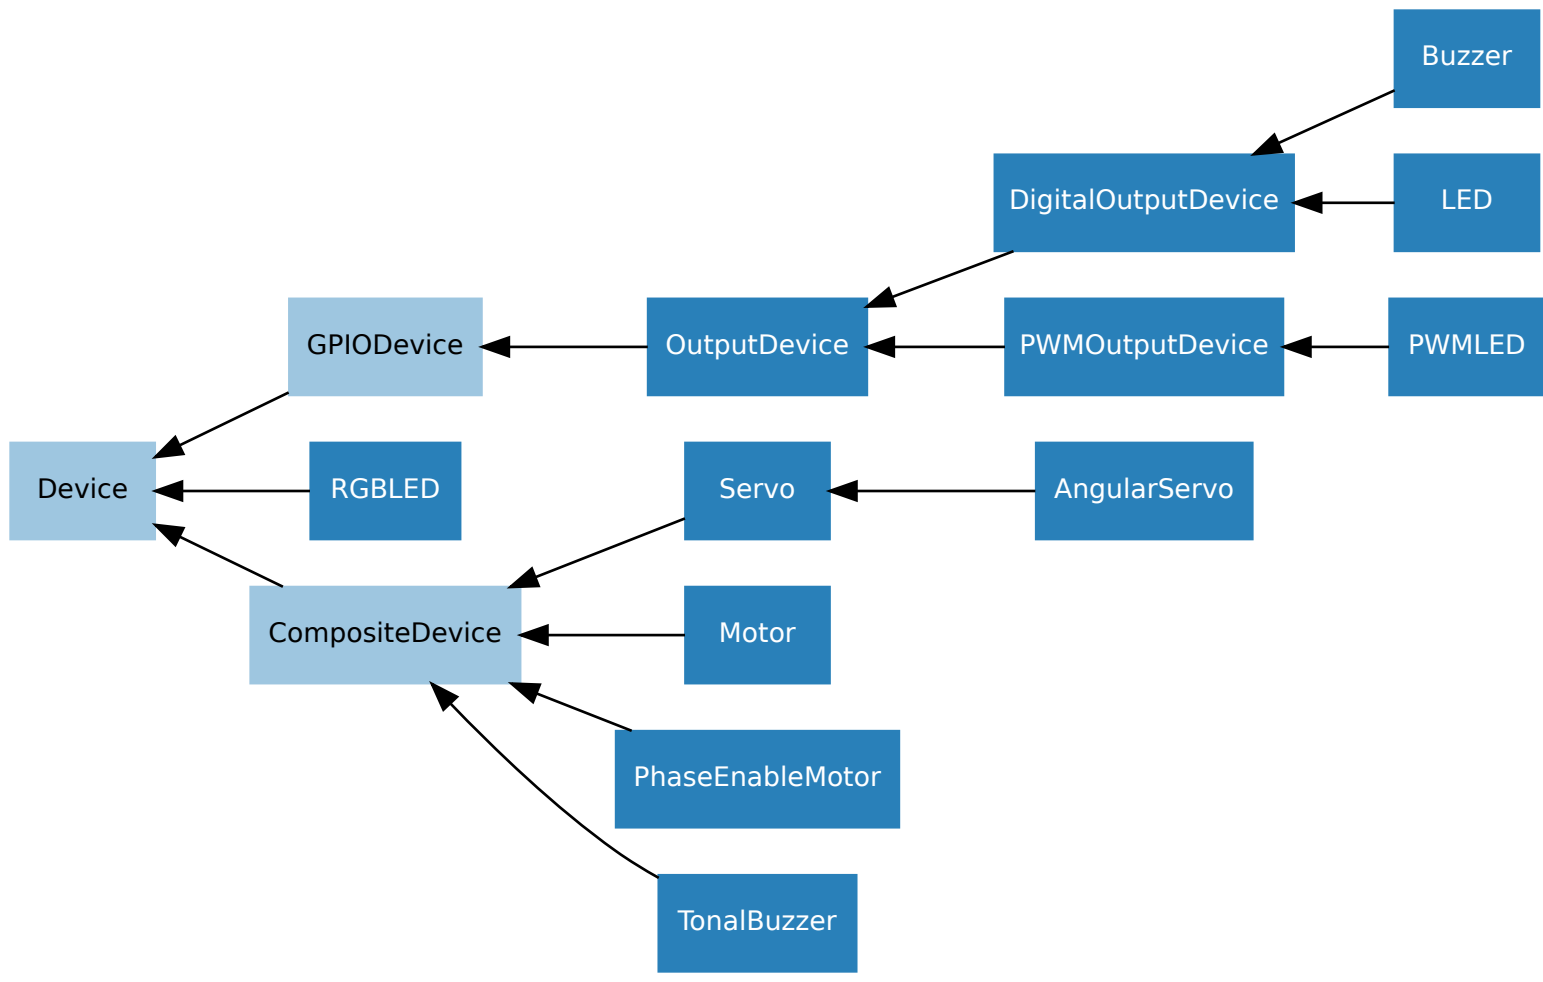 Buzzer
DigitalOutputDevice
LED
GPIODevice
OutputDevice
PWMOutputDevice
PWMLED
Device
RGBLED
Servo
AngularServo
CompositeDevice
Motor
PhaseEnableMotor
TonalBuzzer